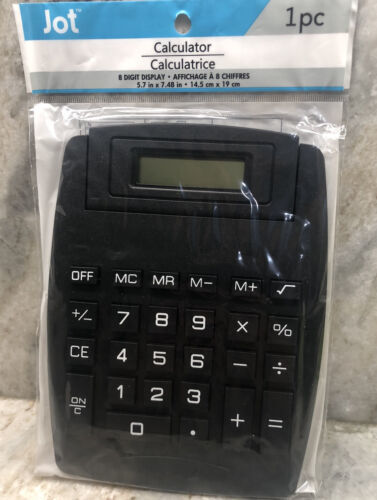 Jot™ 1pc
Calculator
Calculatrice
8 DIGIT DISPLAY • AFFICHAGE À 8 CHIFFRES
5.7 in x 7.48 in • 14.5 cm x 19 cm
OFF MC MR M− M+ √
+/− 7 8 9 × %
CE 4 5 6 − ÷
ON/C 1 2 3 + =
0 .